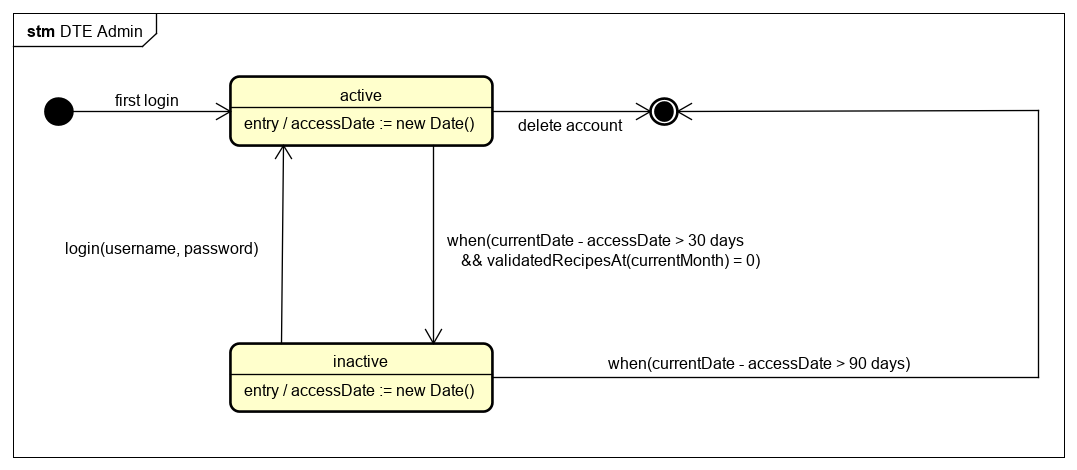 stm DTE Admin
first login
active
entry / accessDate := new Date()
delete account
login(username, password)
when(currentDate - accessDate > 30 days
&& validatedRecipesAt(currentMonth) = 0)
inactive
entry / accessDate := new Date()
when(currentDate - accessDate > 90 days)